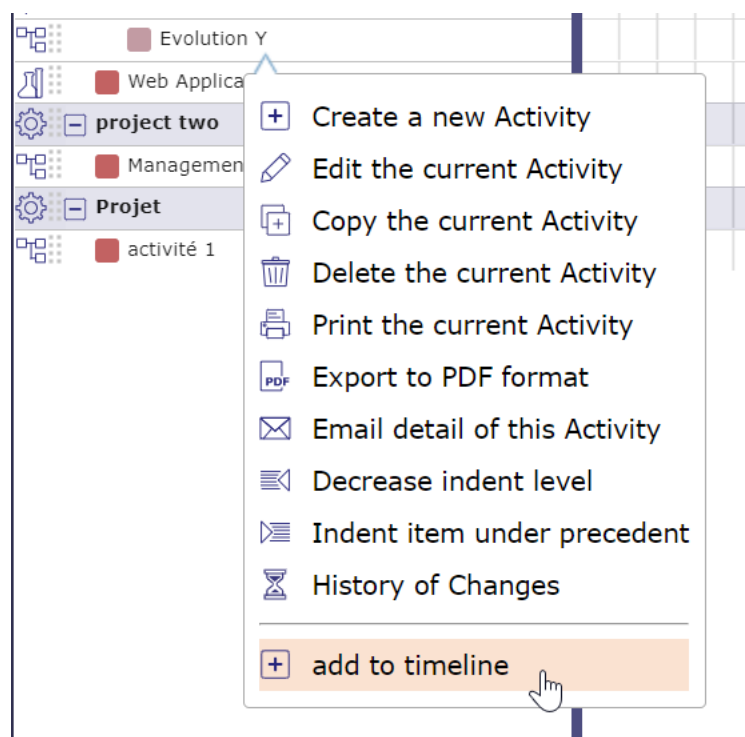 Evolution Y
Web Applica
project two
Managemen
Projet
activité 1
Create a new Activity
Edit the current Activity
Copy the current Activity
Delete the current Activity
Print the current Activity
PDF Export to PDF format
Email detail of this Activity
Decrease indent level
Indent item under precedent
History of Changes
add to timeline